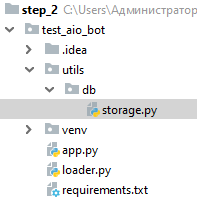 step_2 C:\Users\Администратор
test_aio_bot
.idea
utils
db
storage.py
venv
app.py
loader.py
requirements.txt